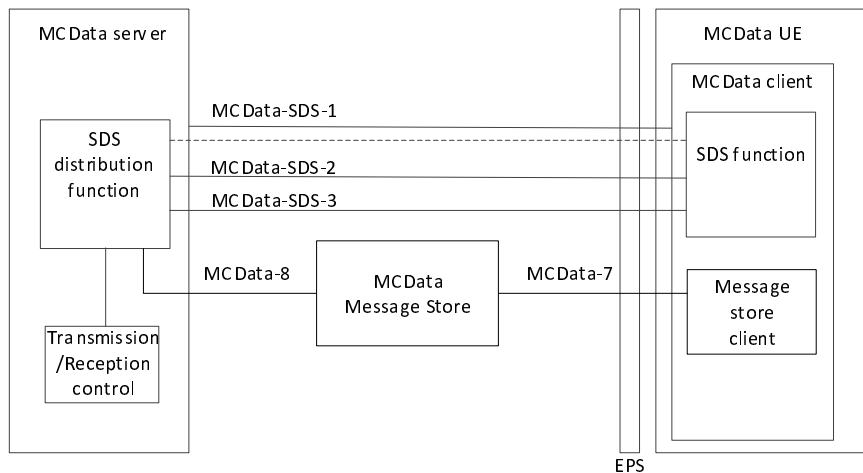 MCData server
MCData UE
MCData client
MCData-SDS-1
SDS
distribution
function
SDS function
MCData-SDS-2
MCData-SDS-3
MCData-8
MCData
Message Store
MCData-7
Message
store
client
Transmission
/Reception
control
EPS